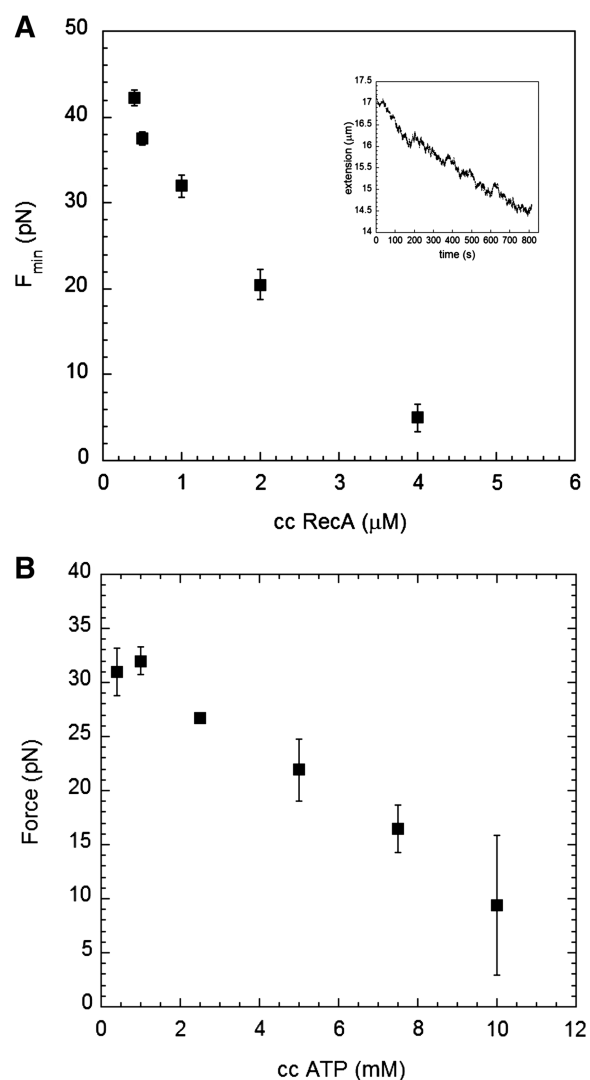 A
50
40
30
20
10
0
F min (pN)
0 1 2 3 4 5 6
cc RecA (μM)
17.5
17
16.5
16
15.5
15
14.5
14
extension (μm)
0 100 200 300 400 500 600 700 800
time (s)
B
40
35
30
25
20
15
10
5
0
Force (pN)
0 2 4 6 8 10 12
cc ATP (mM)